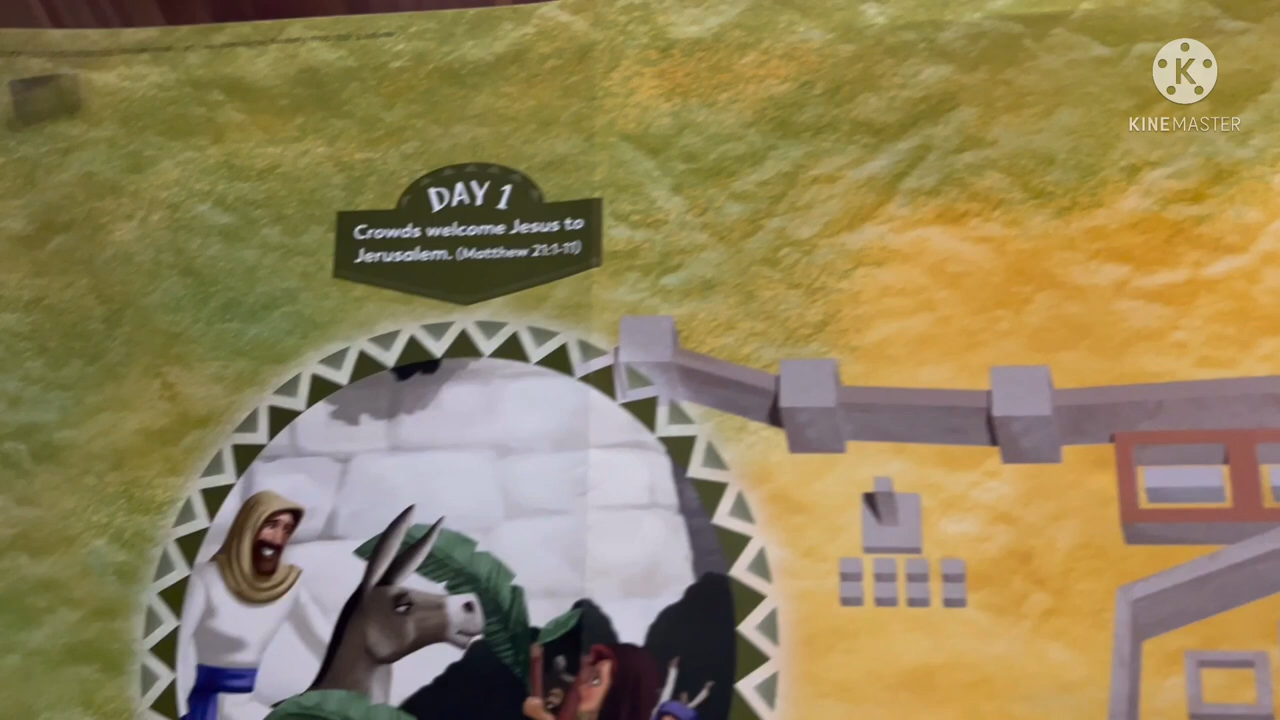 KINEMASTER
DAY 1
Crowds welcome Jesus to
Jerusalem. (Matthew 21:1-11)